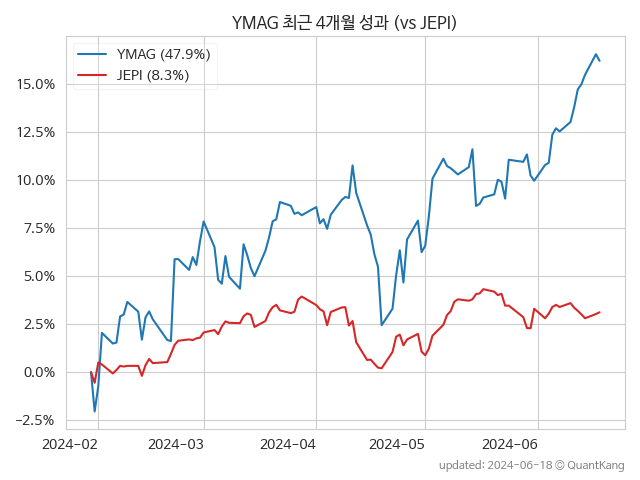 YMAG 최근 4개월 성과 (vs JEPI)
YMAG (47.9%)
JEPI (8.3%)
15.0%
12.5%
10.0%
7.5%
5.0%
2.5%
0.0%
−2.5%
2024-02 2024-03 2024-04 2024-05 2024-06
updated: 2024-06-18 © QuantKang